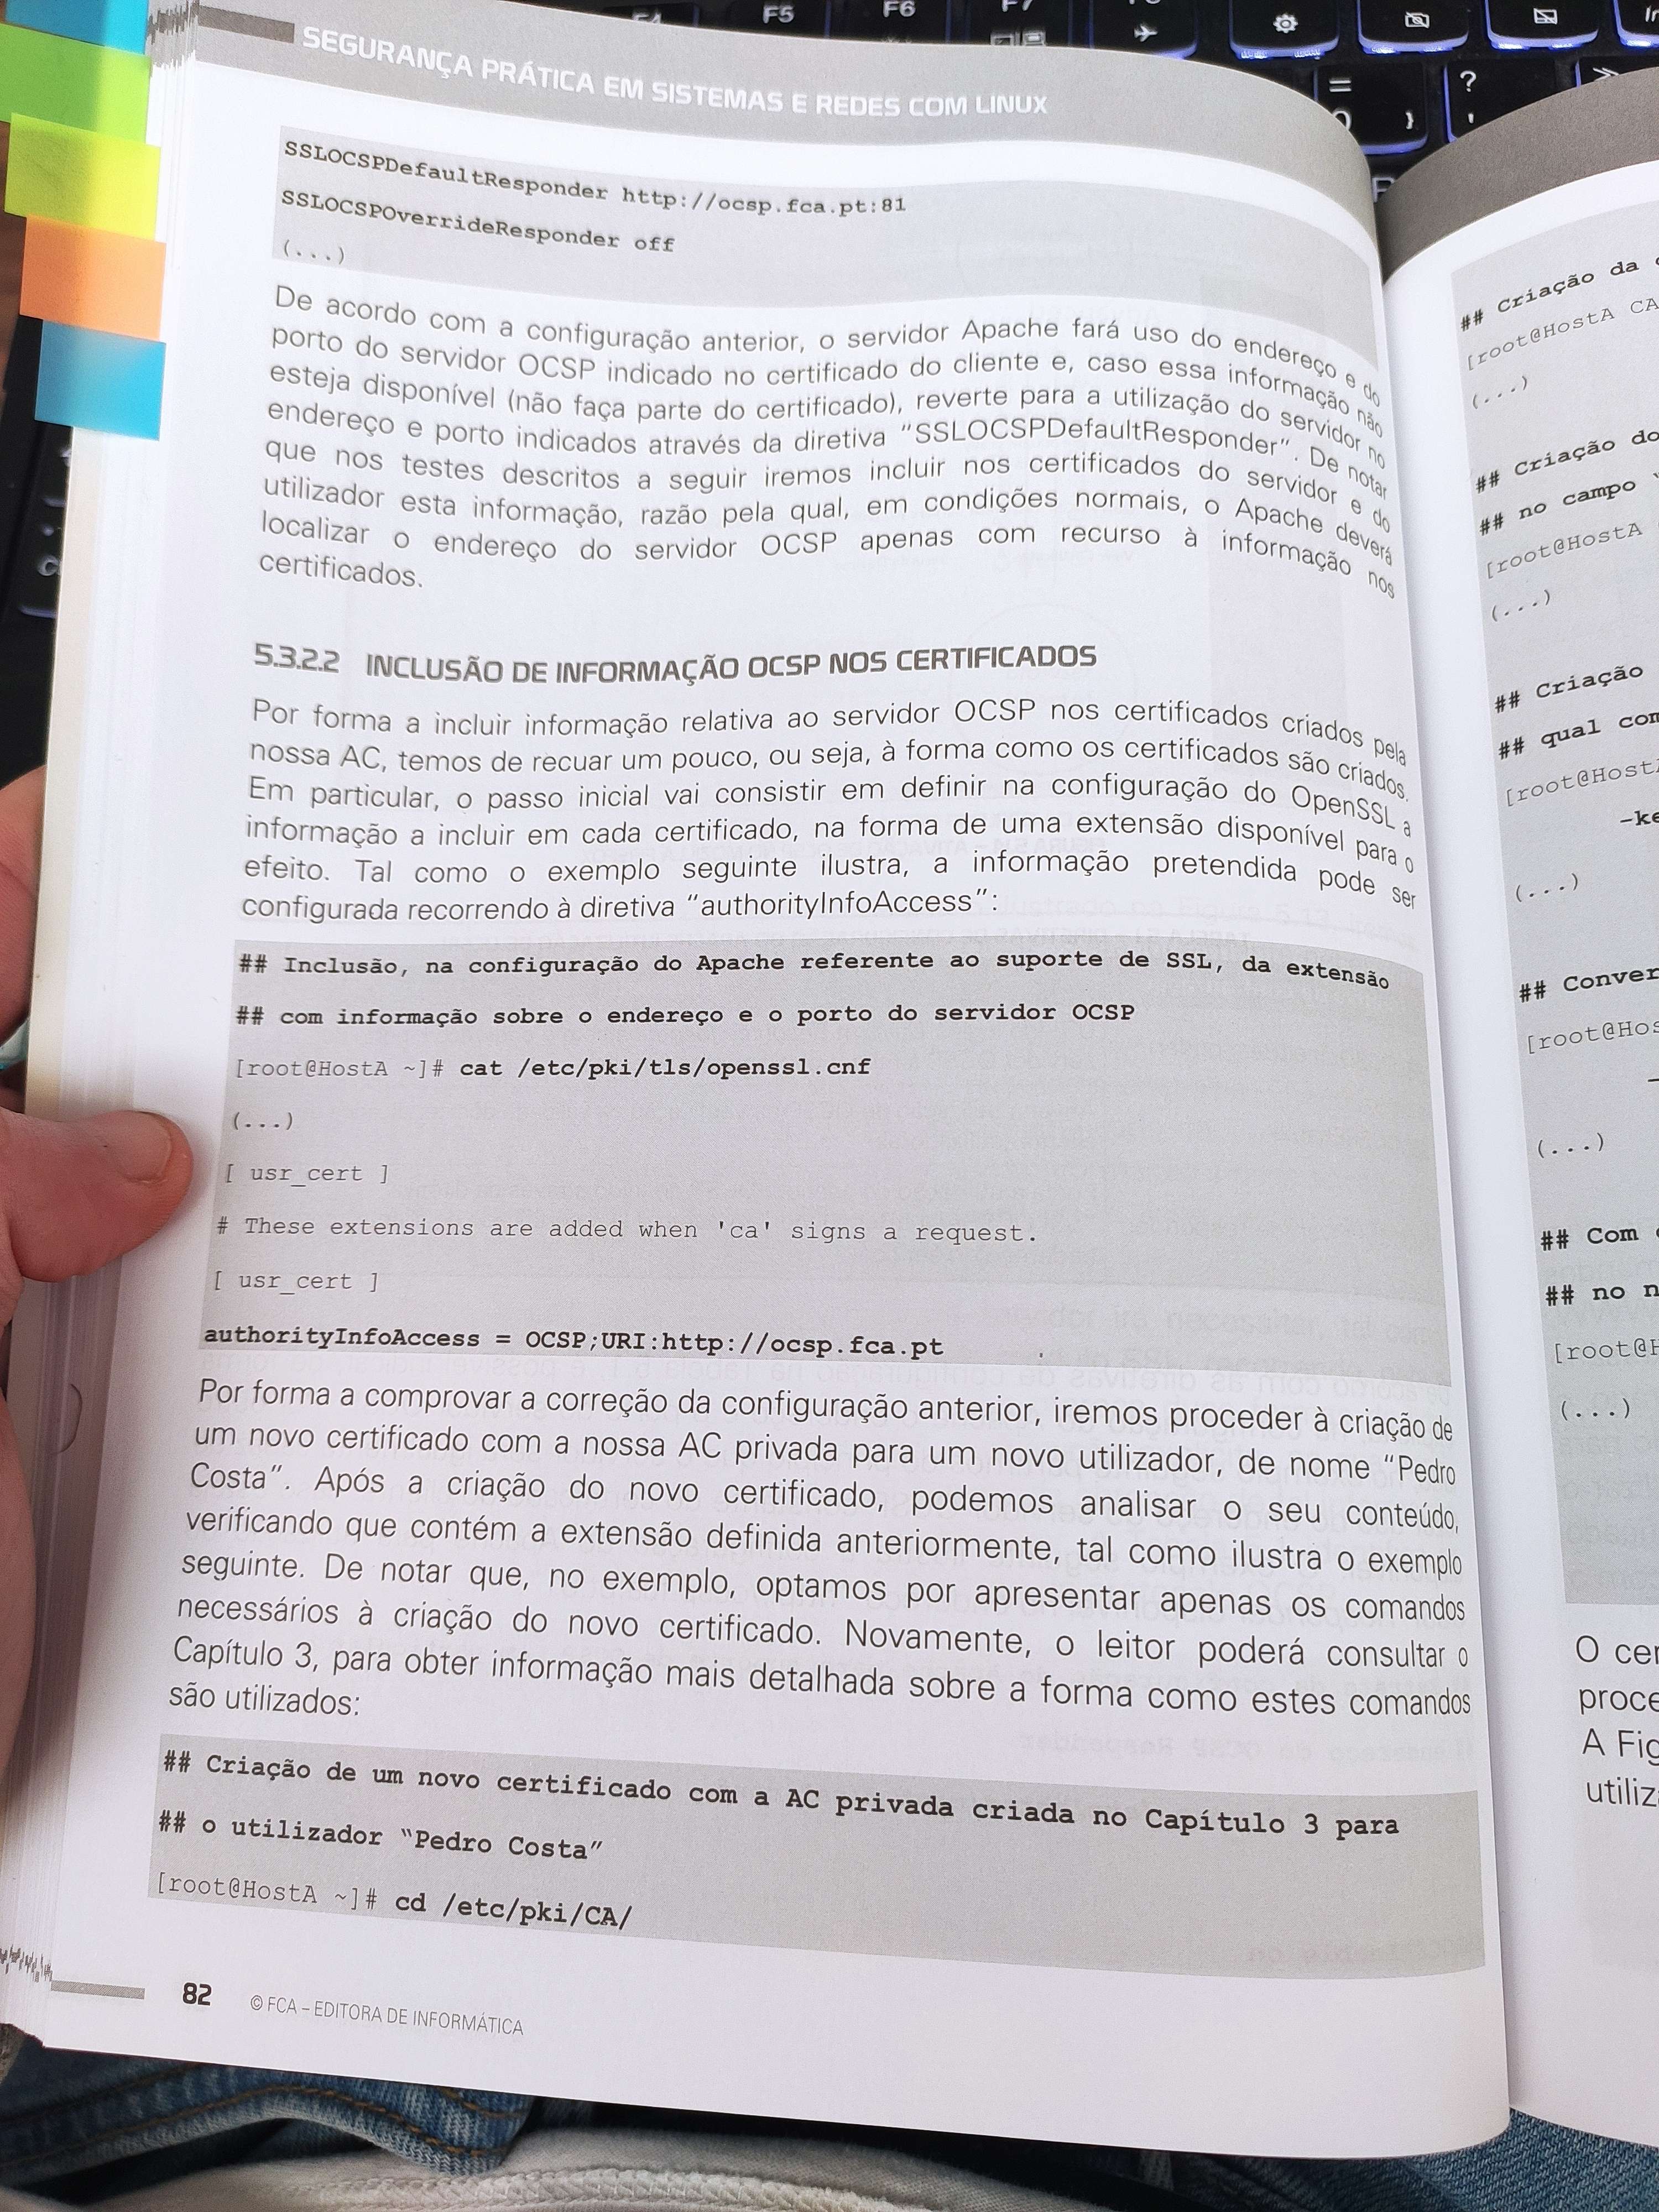 F5
F6
SEGURANÇA PRÁTICA EM SISTEMAS E REDES COM LINUX
SSLOCSPDefaultResponder http://ocsp.fca.pt:81
SSLOCSPOverrideResponder off
(...)
De acordo com a configuração anterior, o servidor Apache fará uso do endereço e do
porto do servidor OCSP indicado no certificado do cliente e, caso essa informação não
esteja disponível (não faça parte do certificado), reverte para a utilização do servidor no
endereço e porto indicados através da diretiva “SSLOCSPDefaultResponder”. De notar
que nos testes descritos a seguir iremos incluir nos certificados do servidor e do
utilizador esta informação, razão pela qual, em condições normais, o Apache deverá
localizar o endereço do servidor OCSP apenas com recurso à informação nos
certificados.
5.3.2.2 INCLUSÃO DE INFORMAÇÃO OCSP NOS CERTIFICADOS
Por forma a incluir informação relativa ao servidor OCSP nos certificados criados pela
nossa AC, temos de recuar um pouco, ou seja, à forma como os certificados são criados.
Em particular, o passo inicial vai consistir em definir na configuração do OpenSSL a
informação a incluir em cada certificado, na forma de uma extensão disponível para o
efeito. Tal como o exemplo seguinte ilustra, a informação pretendida pode ser
configurada recorrendo à diretiva “authorityInfoAccess”:
## Inclusão, na configuração do Apache referente ao suporte de SSL, da extensão
## com informação sobre o endereço e o porto do servidor OCSP
[root@HostA ~]# cat /etc/pki/tls/openssl.cnf
(...)
[ usr_cert ]
# These extensions are added when 'ca' signs a request.
[ usr_cert ]
authorityInfoAccess = OCSP;URI:http://ocsp.fca.pt
Por forma a comprovar a correção da configuração anterior, iremos proceder à criação de
um novo certificado com a nossa AC privada para um novo utilizador, de nome “Pedro
Costa”. Após a criação do novo certificado, podemos analisar o seu conteúdo,
verificando que contém a extensão definida anteriormente, tal como ilustra o exemplo
seguinte. De notar que, no exemplo, optamos por apresentar apenas os comandos
necessários à criação do novo certificado. Novamente, o leitor poderá consultar o
Capítulo 3, para obter informação mais detalhada sobre a forma como estes comandos
são utilizados:
## Criação de um novo certificado com a AC privada criada no Capítulo 3 para
## o utilizador “Pedro Costa”
[root@HostA ~]# cd /etc/pki/CA/
82 © FCA – EDITORA DE INFORMÁTICA
## Criação da
[root@HostA CA
(...)
## Criação do
## no campo
[root@HostA
(...)
## Criação
## qual com
[root@HostA
(...)
## Conver
[root@Hos
(...)
## Com
## no n
[root@H
(...)
O cer
proce
A Fig
utiliz